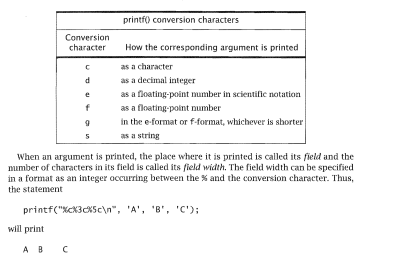 printf() conversion characters
Conversion
character How the corresponding argument is printed
c as a character
d as a decimal integer
e as a floating-point number in scientific notation
f as a floating-point number
g in the e-format or f-format, whichever is shorter
s as a string
When an argument is printed, the place where it is printed is called its field and the
number of characters in its field is called its field width. The field width can be specified
in a format as an integer occurring between the % and the conversion character. Thus,
the statement
printf("%c%3c%5c\n", 'A', 'B', 'C');
will print
A  B    C